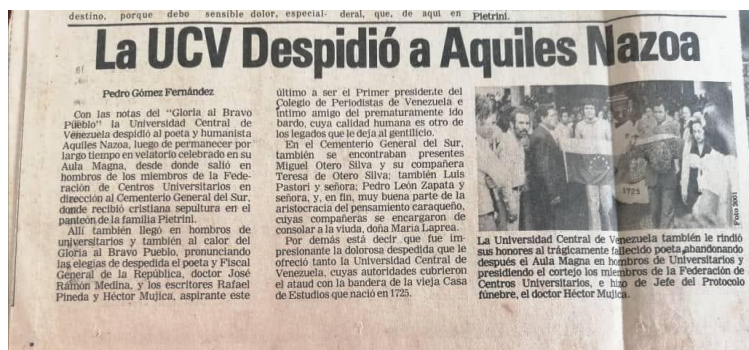 destino, porque debo sensible dolor, especial-
deral, que, de aquí en
Pietrini.
La UCV Despidió a Aquiles Nazoa
Pedro Gómez Fernández
Con las notas del "Gloria al Bravo
Pueblo" la Universidad Central de
Venezuela despidió al poeta y humanista
Aquiles Nazoa, luego de permanecer por
largo tiempo en velatorio celebrado en su
Aula Magna, desde donde salió en
hombros de los miembros de la Fede-
ración de Centros Universitarios en
dirección al Cementerio General del Sur,
donde recibió cristiana sepultura en el
panteón de la familia Pietrini.
Allí también llegó en hombros de
universitarios y también al calor del
Gloria al Bravo Pueblo, pronunciando
las elegías de despedida el poeta y Fiscal
General de la República, doctor José
Ramón Medina, y los escritores Rafael
Pineda y Héctor Mujica, aspirante este
último a ser el Primer presidente del
Colegio de Periodistas de Venezuela e
íntimo amigo del prematuramente ido
bardo, cuya calidad humana es otro de
los legados que le deja al gentilicio.
En el Cementerio General del Sur,
también se encontraban presentes
Miguel Otero Silva y su compañera
Teresa de Otero Silva; también Luis
Pastori y señora; Pedro León Zapata y
señora, y, en fin, muy buena parte de la
aristocracia del pensamiento caraqueño,
cuyas compañeras se encargaron de
consolar a la viuda, doña María Laprea.
Por demás está decir que fue im-
presionante la dolorosa despedida que le
ofreció tanto la Universidad Central de
Venezuela, cuyas autoridades cubrieron
el ataud con la bandera de la vieja Casa
de Estudios que nació en 1725.
1725
La Universidad Central de Venezuela también le rindió
sus honores al trágicamente fallecido poeta, abandonando
después el Aula Magna en hombros de Universitarios y
presidiendo el cortejo los miembros de la Federación de
Centros Universitarios, e hizo de Jefe del Protocolo
fúnebre, el doctor Héctor Mujica.